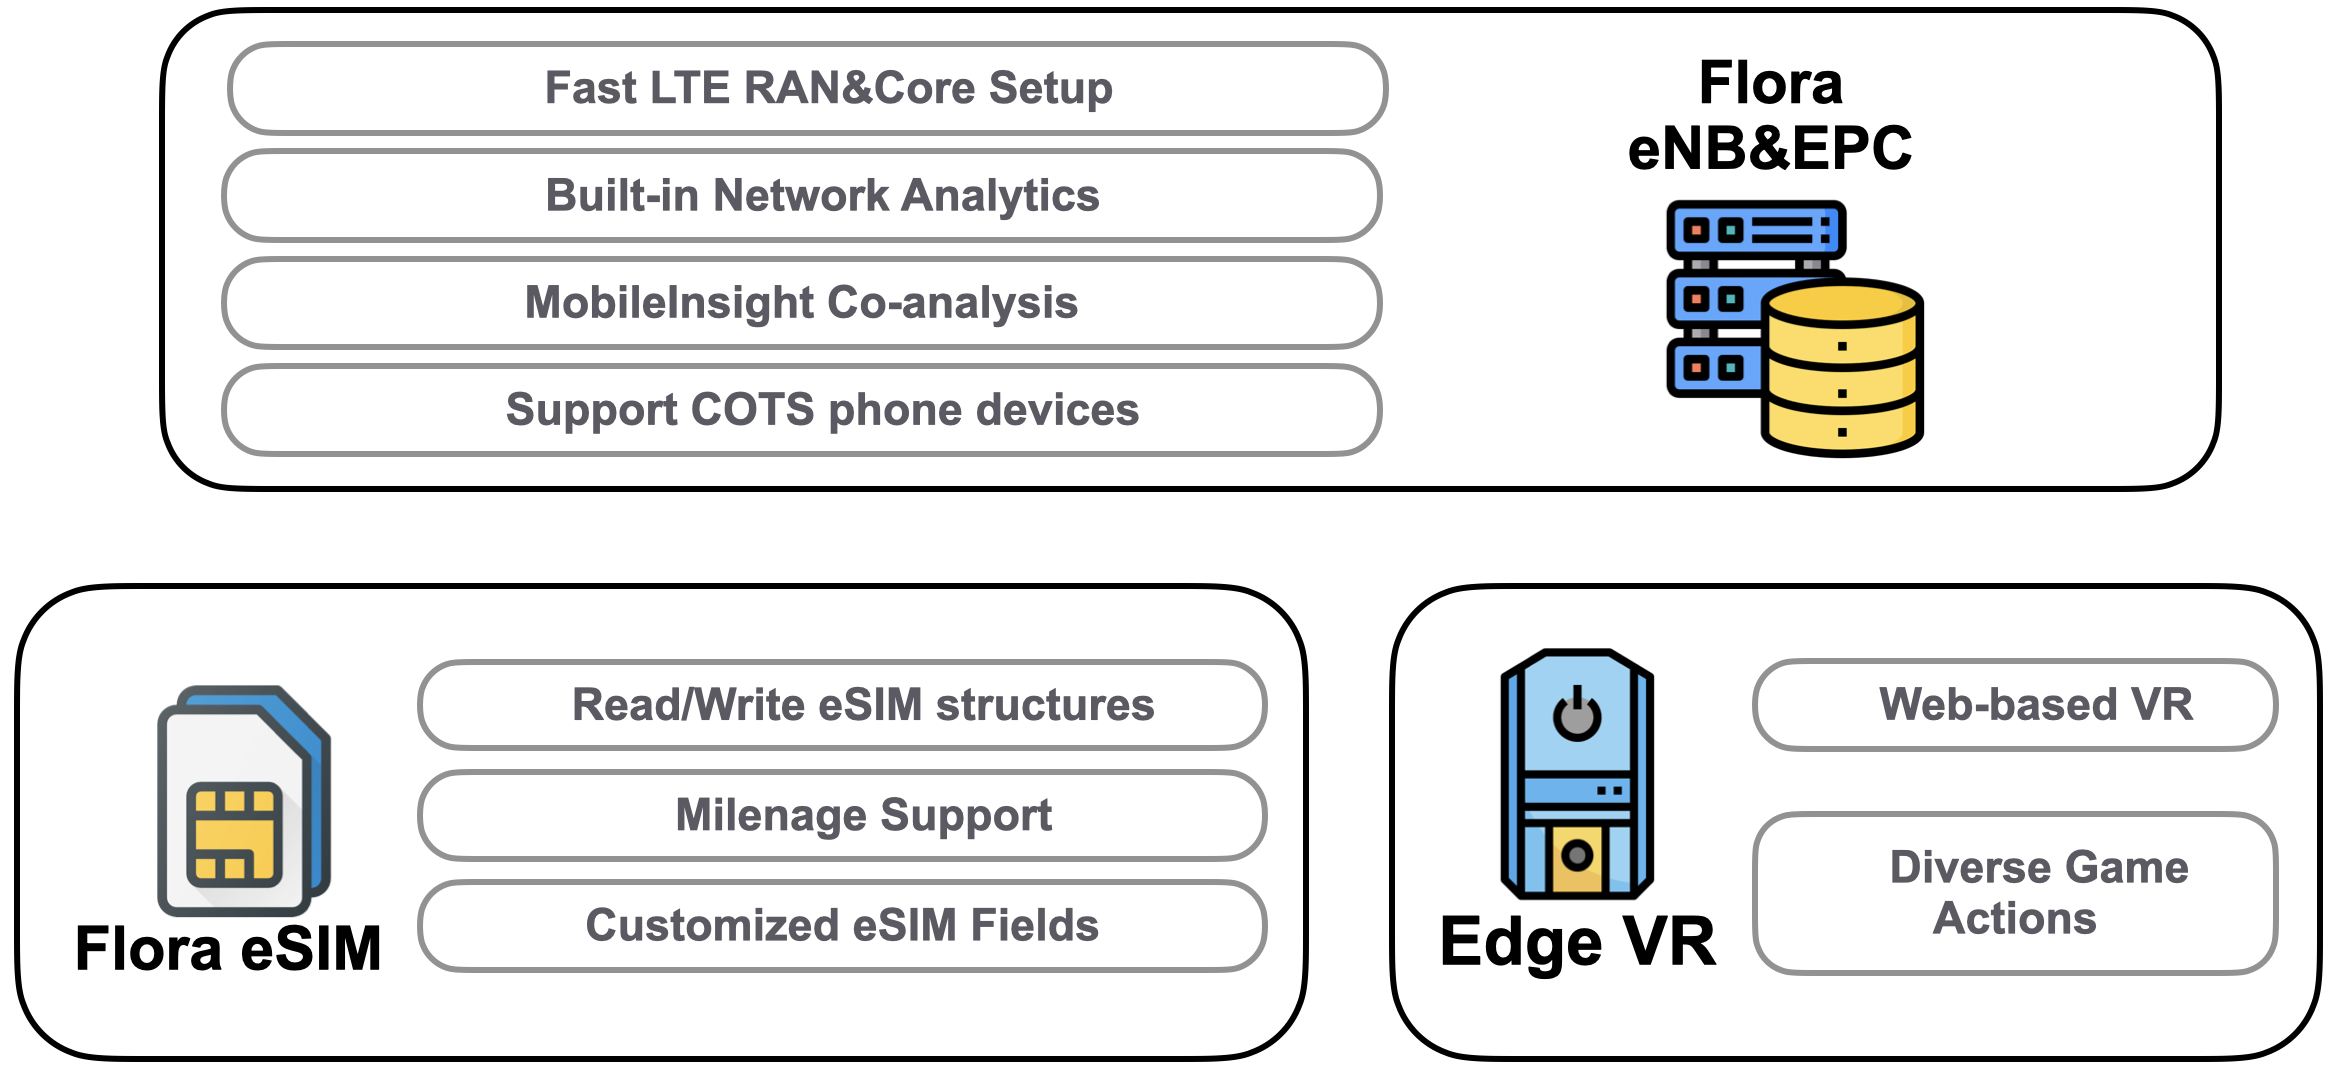 Fast LTE RAN&Core Setup
Built-in Network Analytics
MobileInsight Co-analysis
Support COTS phone devices
Flora
eNB&EPC
Flora eSIM
Read/Write eSIM structures
Milenage Support
Customized eSIM Fields
Edge VR
Web-based VR
Diverse Game
Actions